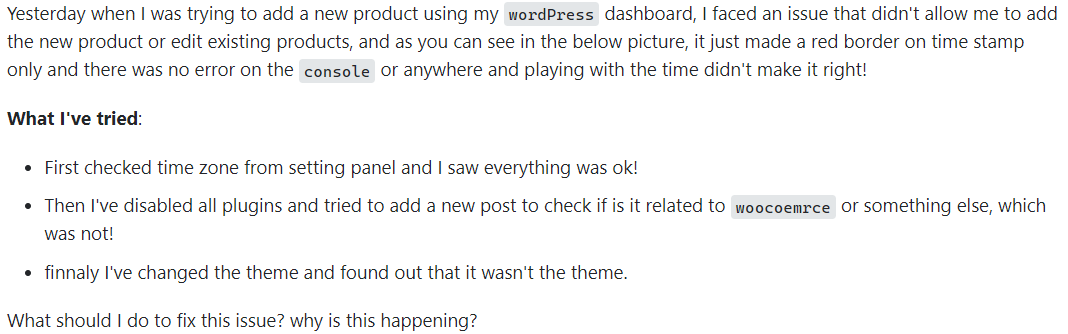 Yesterday when I was trying to add a new product using my wordPress dashboard, I faced an issue that didn't allow me to add
the new product or edit existing products, and as you can see in the below picture, it just made a red border on time stamp
only and there was no error on the console or anywhere and playing with the time didn't make it right!
What I've tried:
• First checked time zone from setting panel and I saw everything was ok!
• Then I've disabled all plugins and tried to add a new post to check if is it related to woocoemrce or something else, which
was not!
• finnaly I've changed the theme and found out that it wasn't the theme.
What should I do to fix this issue? why is this happening?